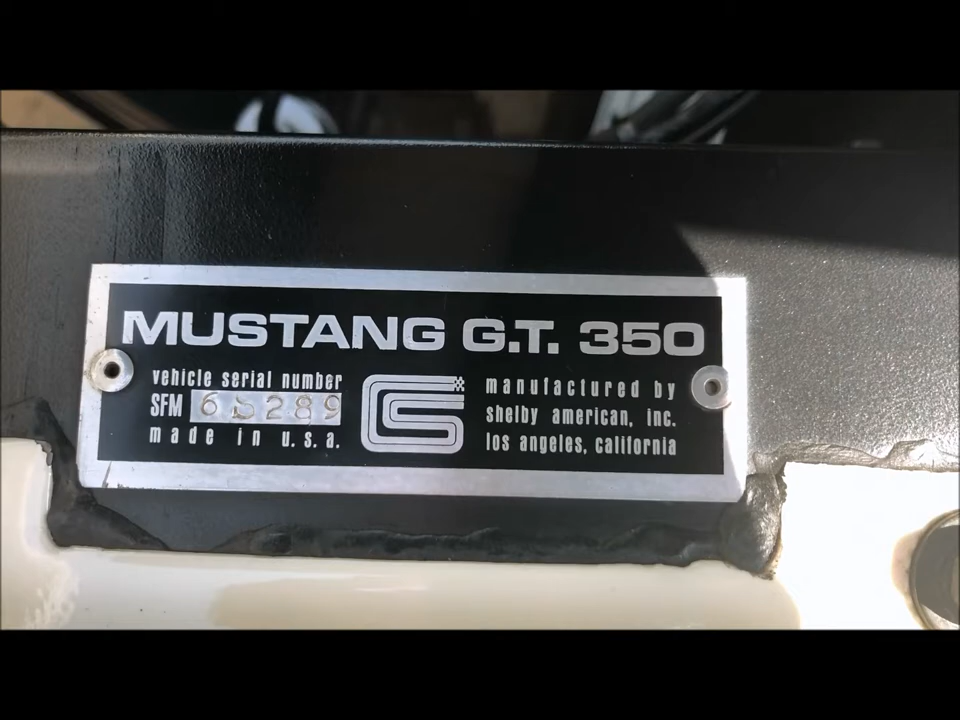 MUSTANG G.T. 350
vehicle serial number
SFM 6S289
made in u.s.a.
manufactured by
shelby american, inc.
los angeles, california